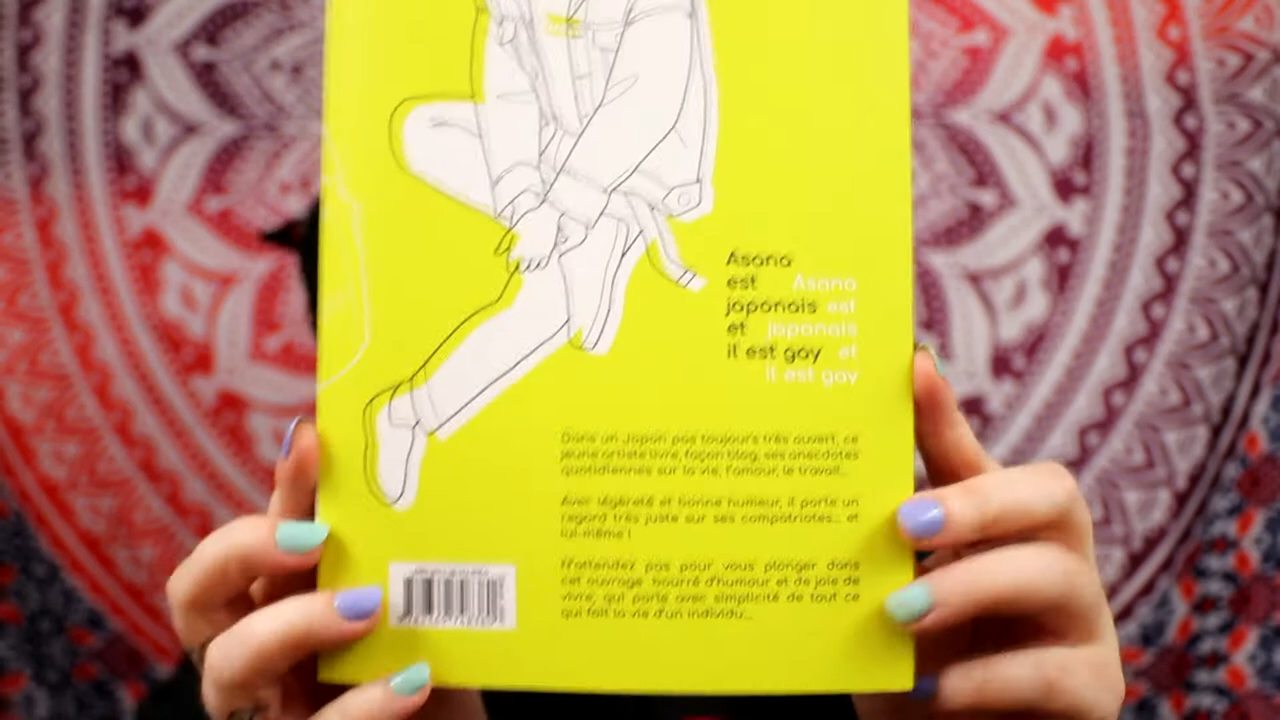 Asano
est
japonais
et
il est gay
Asano
est
japonais
et
il est gay
Dans un Japon pas toujours très ouvert, ce
jeune artiste livre, façon blog, ses anecdotes
quotidiennes sur la vie, l'amour, le travail...
Avec légèreté et bonne humeur, il porte un
regard très juste sur ses compatriotes... et
lui-même !
N'attendez pas pour vous plonger dans
cet ouvrage bourré d'humour et de joie de
vivre, qui parle avec simplicité de tout ce
qui fait la vie d'un individu...